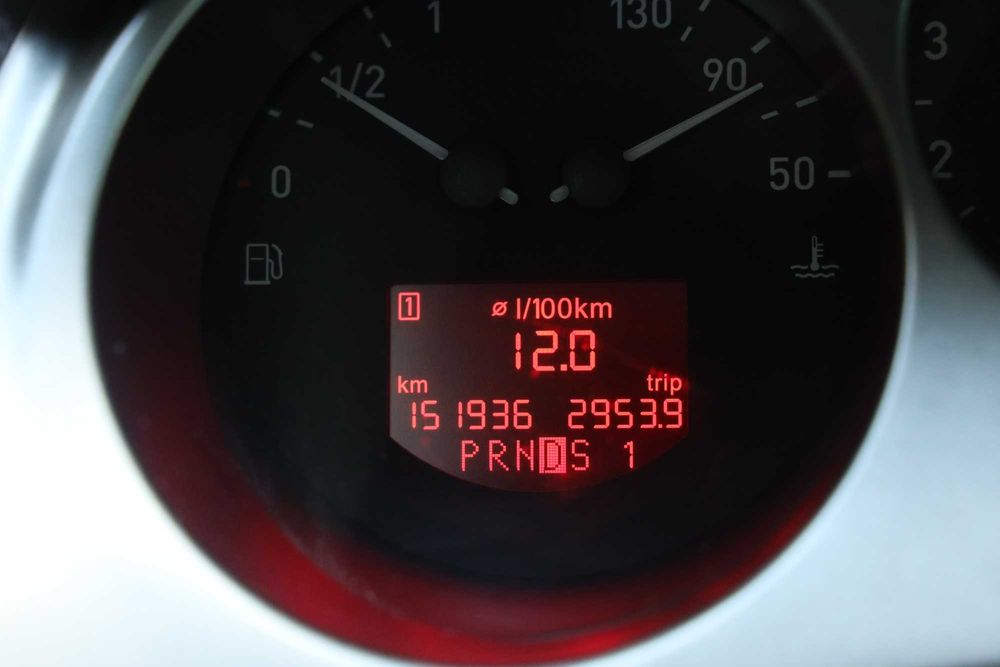 1 130
1/2 90 3
0 50 2
1 ⌀ l/100km
12.0
km trip
151936 2953.9
PRNDS 1